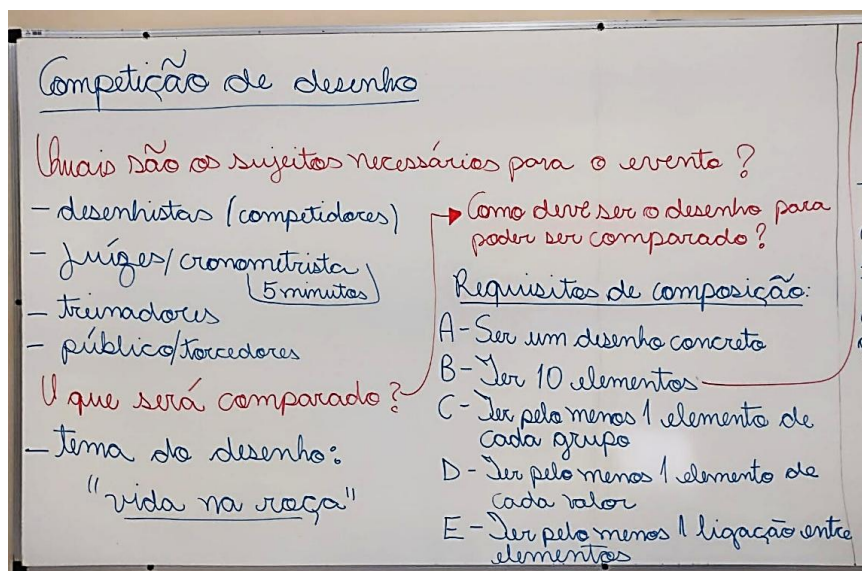 Competição de desenho
Quais são os sujeitos necessários para o evento?
- desenhistas (competidores)
- Juízes/cronometrista
5 minutos
- treinadores
- público/torcedores
O que será comparado?
- tema do desenho:
"vida na roça"
Como deve ser o desenho para
poder ser comparado?
Requisitos de composição:
A- Ser um desenho concreto
B- Ter 10 elementos
C- Ter pelo menos 1 elemento de
cada grupo
D- Ter pelo menos 1 elemento de
cada valor
E- Ter pelo menos 1 ligação entre
elementos